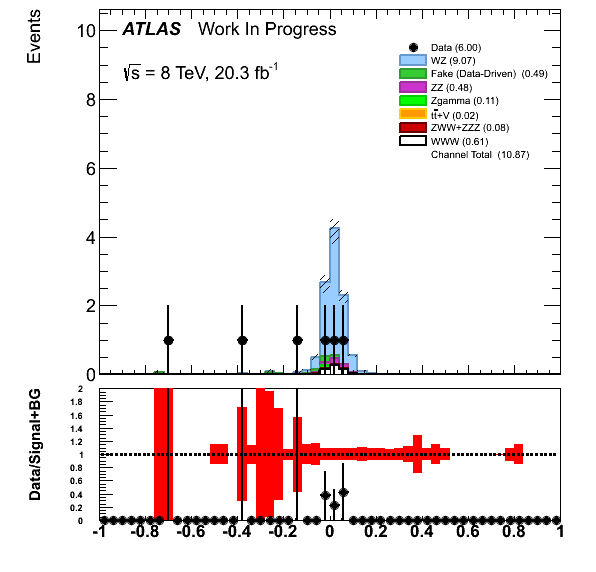 Events
ATLAS Work In Progress
√s = 8 TeV, 20.3 fb-1
Data (6.00)
WZ (9.07)
Fake (Data-Driven) (0.49)
ZZ (0.48)
Zgamma (0.11)
tt̄+V (0.02)
ZWW+ZZZ (0.08)
WWW (0.61)
Channel Total (10.87)
10
8
6
4
2
0
Data/Signal+BG
2
1.8
1.6
1.4
1.2
1
0.8
0.6
0.4
0.2
0
-1 -0.8 -0.6 -0.4 -0.2 0 0.2 0.4 0.6 0.8 1